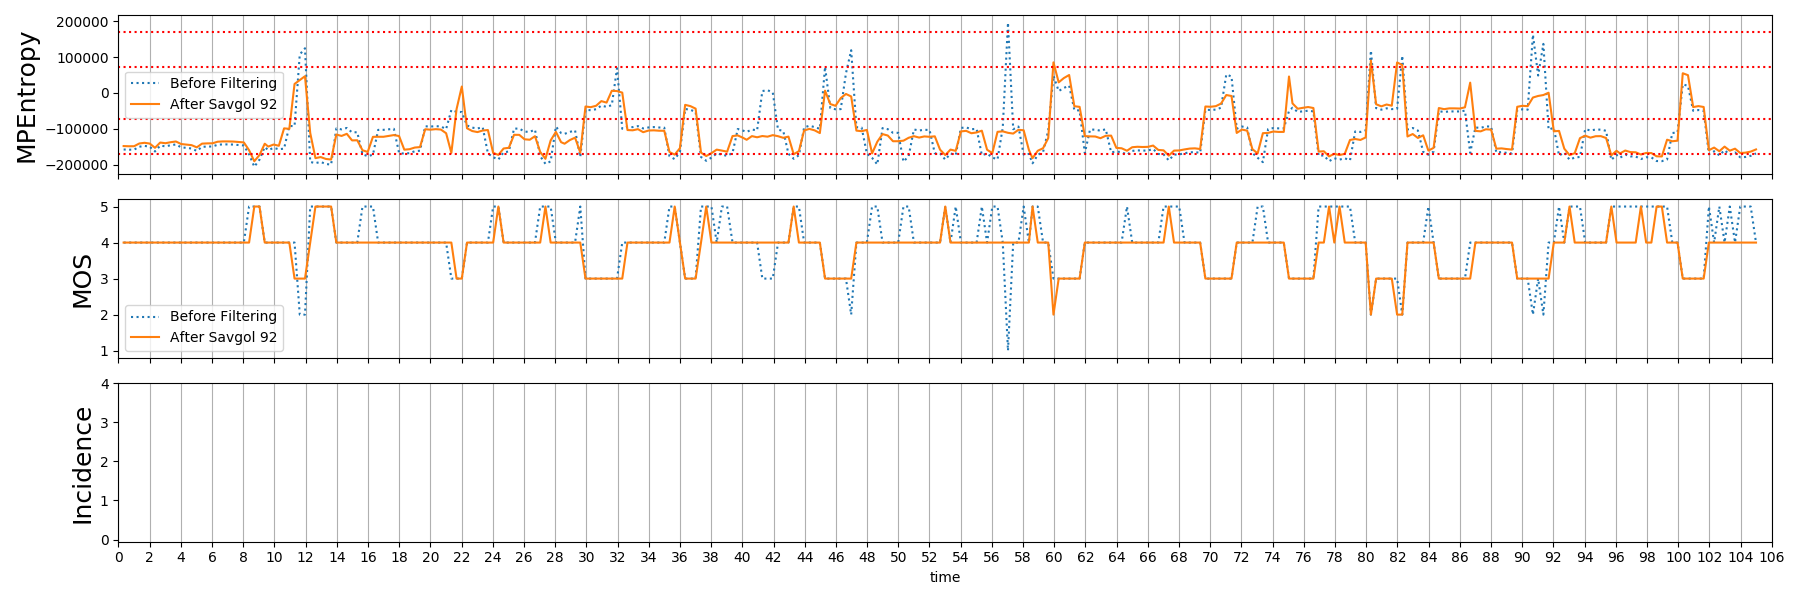 MPEntropy
200000
100000
0
−100000
−200000
Before Filtering
After Savgol 92
MOS
5
4
3
2
1
Before Filtering
After Savgol 92
Incidence
4
3
2
1
0
0 2 4 6 8 10 12 14 16 18 20 22 24 26 28 30 32 34 36 38 40 42 44 46 48 50 52 54 56 58 60 62 64 66 68 70 72 74 76 78 80 82 84 86 88 90 92 94 96 98 100 102 104 106
time